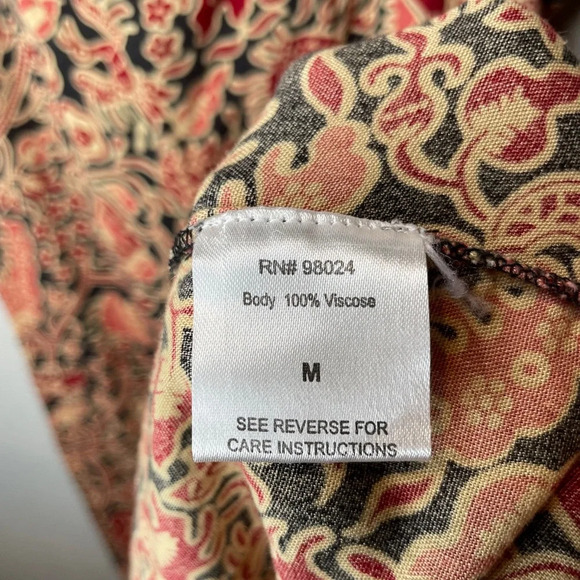 RN# 98024
Body 100% Viscose
M
SEE REVERSE FOR
CARE INSTRUCTIONS